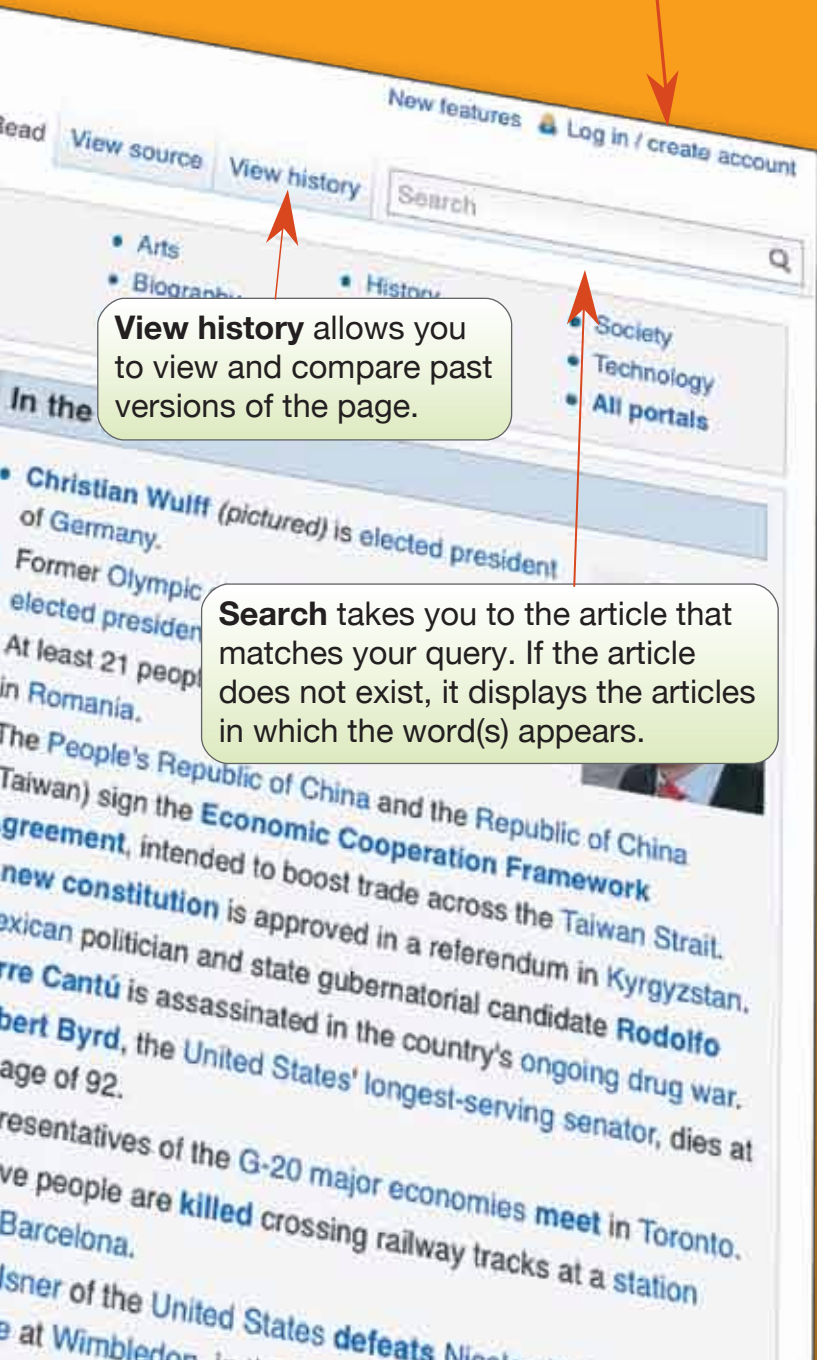 New features Log in / create account
Read View source View history Search
• Arts
• Biography
• History
• Society
• Technology
• All portals
View history allows you
to view and compare past
versions of the page.
In the
• Christian Wulff (pictured) is elected president
of Germany.
Former Olympic
elected presiden
At least 21 peopl
in Romania.
Search takes you to the article that
matches your query. If the article
does not exist, it displays the articles
in which the word(s) appears.
The People's Republic of China and the Republic of China
Taiwan) sign the Economic Cooperation Framework
greement, intended to boost trade across the Taiwan Strait.
new constitution is approved in a referendum in Kyrgyzstan.
exican politician and state gubernatorial candidate Rodolfo
rre Cantú is assassinated in the country's ongoing drug war.
bert Byrd, the United States' longest-serving senator, dies at
age of 92.
resentatives of the G-20 major economies meet in Toronto.
ve people are killed crossing railway tracks at a station
Barcelona.
Isner of the United States defeats
e at Wimbledon,